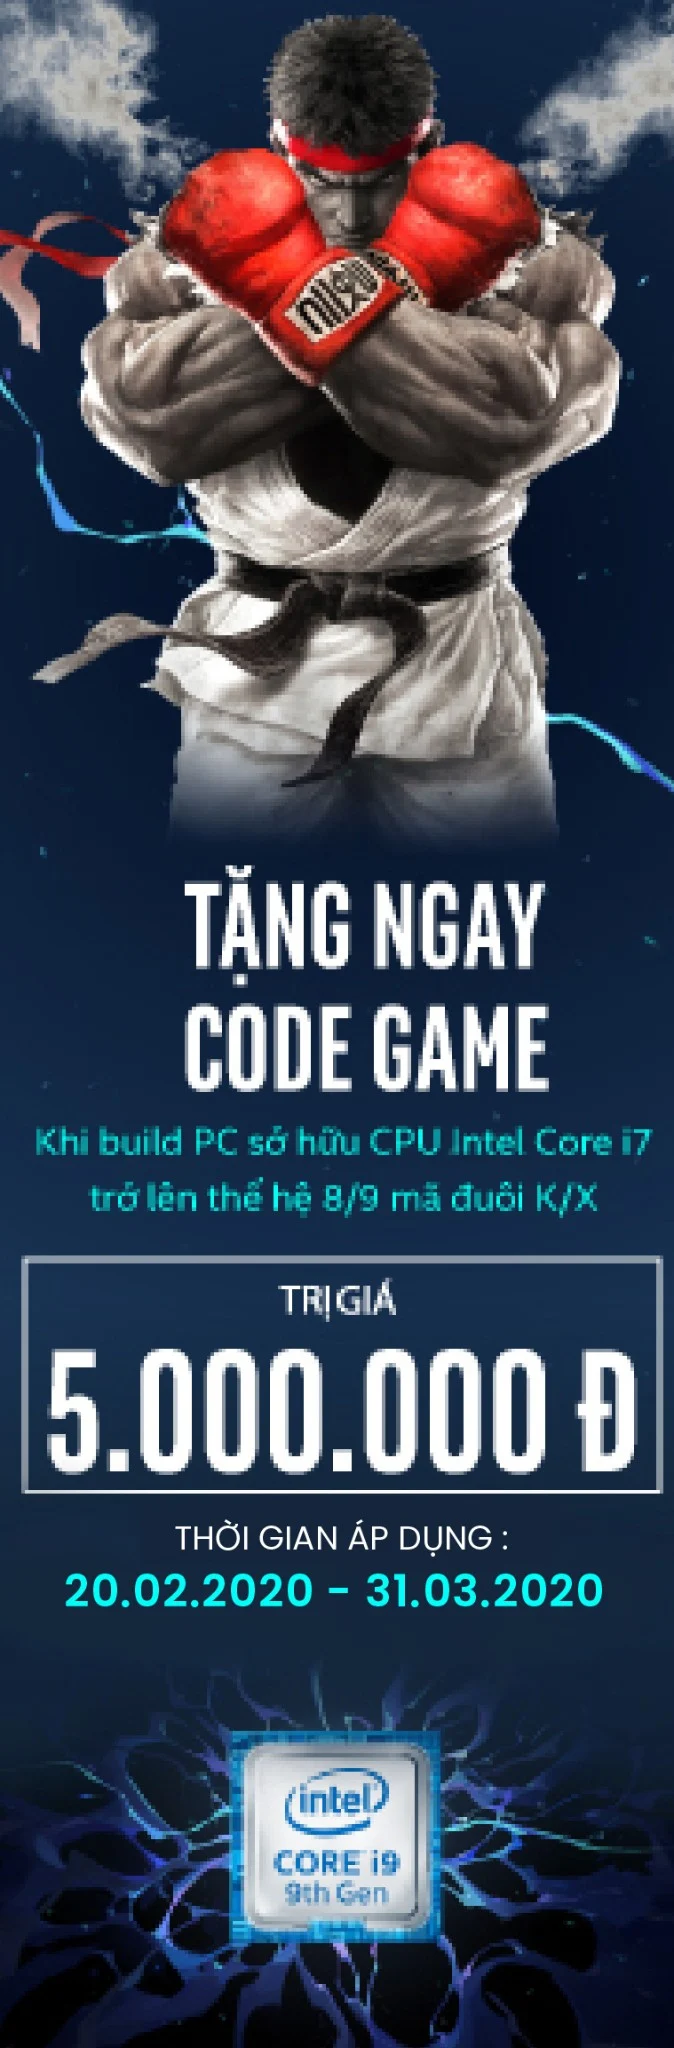 TẶNG NGAY
CODE GAME
Khi build PC sở hữu CPU Intel Core i7
trở lên thế hệ 8/9 mã đuôi K/X
TRỊ GIÁ
5.000.000 Đ
THỜI GIAN ÁP DỤNG :
20.02.2020 - 31.03.2020
intel
CORE i9
9th Gen